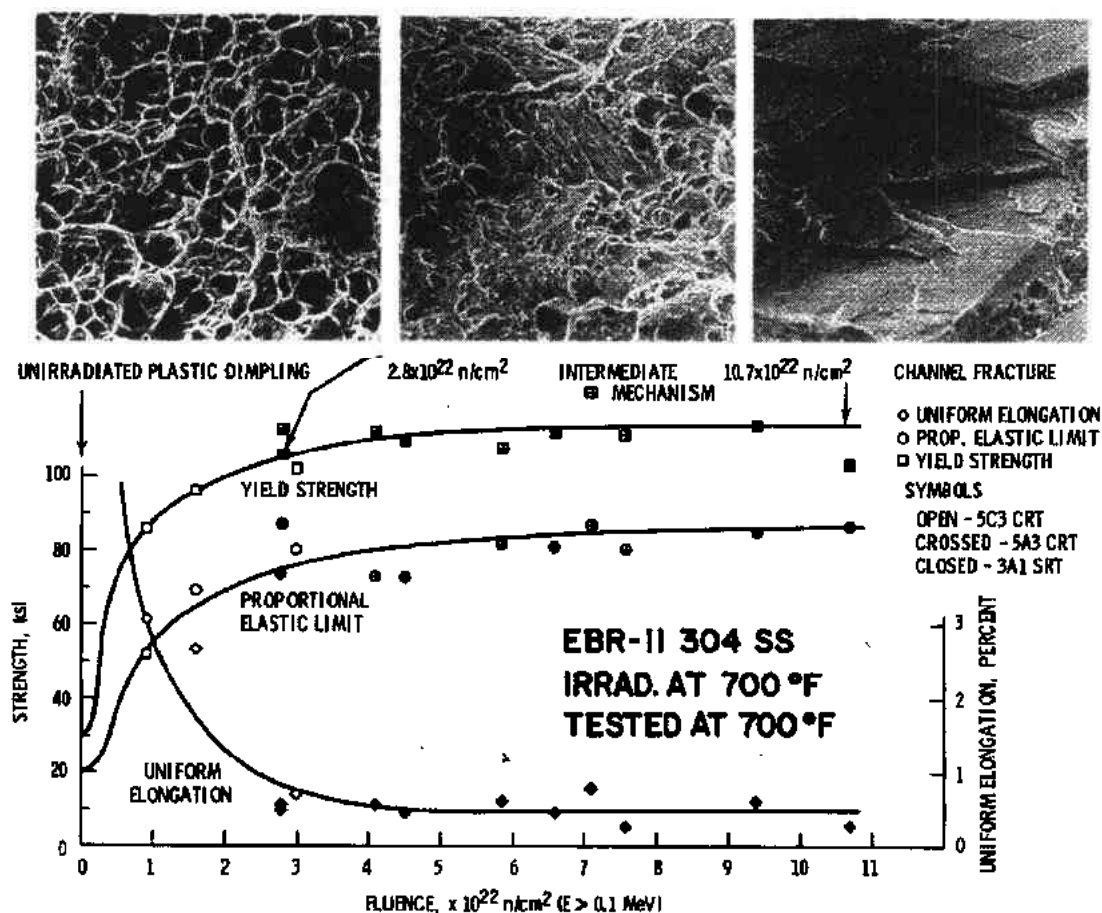 UNIRRADIATED PLASTIC DIMPLING
2.8x10²² n/cm²
INTERMEDIATE
MECHANISM
10.7x10²² n/cm²
CHANNEL FRACTURE
UNIFORM ELONGATION
PROP. ELASTIC LIMIT
YIELD STRENGTH
SYMBOLS
OPEN - 5C3 CRT
CROSSED - 5A3 CRT
CLOSED - 3A1 SRT
YIELD STRENGTH
PROPORTIONAL
ELASTIC LIMIT
UNIFORM
ELONGATION
EBR-II 304 SS
IRRAD. AT 700 °F
TESTED AT 700 °F
STRENGTH, ksi
100
80
60
40
20
0
UNIFORM ELONGATION, PERCENT
3
2
1
0
0 1 2 3 4 5 6 7 8 9 10 11
FLUENCE, x 10²² n/cm² (E > 0.1 MeV)